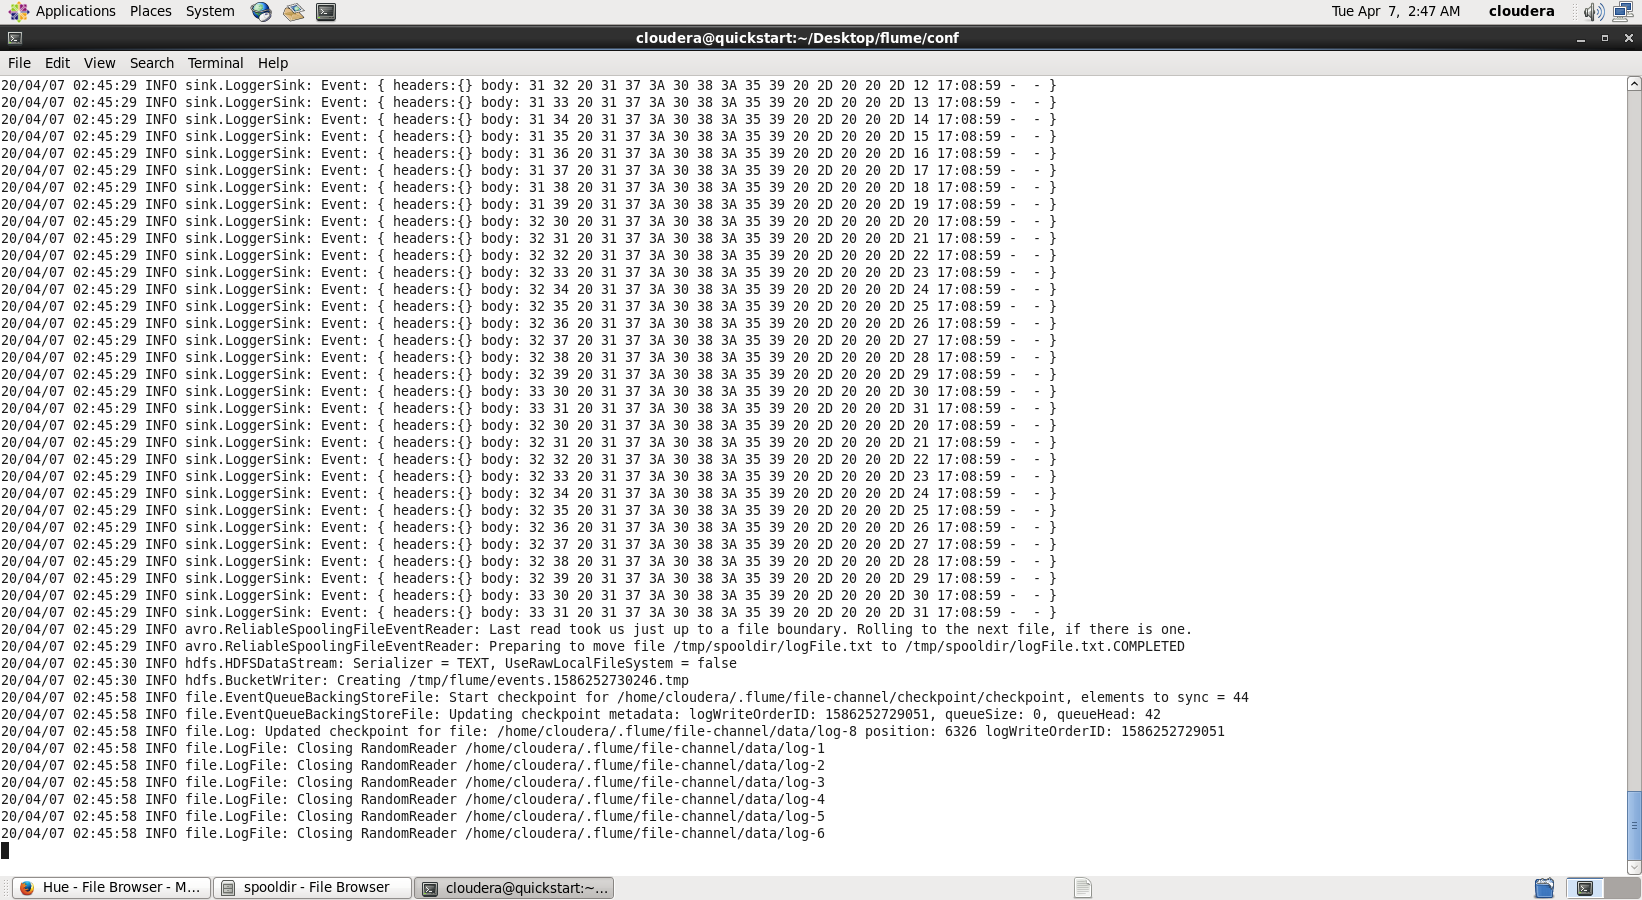 Applications Places System Tue Apr 7, 2:47 AM cloudera
cloudera@quickstart:~/Desktop/flume/conf
File Edit View Search Terminal Help
20/04/07 02:45:29 INFO sink.LoggerSink: Event: { headers:{} body: 31 32 20 31 37 3A 30 38 3A 35 39 20 2D 20 20 2D 12 17:08:59 -  - }
20/04/07 02:45:29 INFO sink.LoggerSink: Event: { headers:{} body: 31 33 20 31 37 3A 30 38 3A 35 39 20 2D 20 20 2D 13 17:08:59 -  - }
20/04/07 02:45:29 INFO sink.LoggerSink: Event: { headers:{} body: 31 34 20 31 37 3A 30 38 3A 35 39 20 2D 20 20 2D 14 17:08:59 -  - }
20/04/07 02:45:29 INFO sink.LoggerSink: Event: { headers:{} body: 31 35 20 31 37 3A 30 38 3A 35 39 20 2D 20 20 2D 15 17:08:59 -  - }
20/04/07 02:45:29 INFO sink.LoggerSink: Event: { headers:{} body: 31 36 20 31 37 3A 30 38 3A 35 39 20 2D 20 20 2D 16 17:08:59 -  - }
20/04/07 02:45:29 INFO sink.LoggerSink: Event: { headers:{} body: 31 37 20 31 37 3A 30 38 3A 35 39 20 2D 20 20 2D 17 17:08:59 -  - }
20/04/07 02:45:29 INFO sink.LoggerSink: Event: { headers:{} body: 31 38 20 31 37 3A 30 38 3A 35 39 20 2D 20 20 2D 18 17:08:59 -  - }
20/04/07 02:45:29 INFO sink.LoggerSink: Event: { headers:{} body: 31 39 20 31 37 3A 30 38 3A 35 39 20 2D 20 20 2D 19 17:08:59 -  - }
20/04/07 02:45:29 INFO sink.LoggerSink: Event: { headers:{} body: 32 30 20 31 37 3A 30 38 3A 35 39 20 2D 20 20 2D 20 17:08:59 -  - }
20/04/07 02:45:29 INFO sink.LoggerSink: Event: { headers:{} body: 32 31 20 31 37 3A 30 38 3A 35 39 20 2D 20 20 2D 21 17:08:59 -  - }
20/04/07 02:45:29 INFO sink.LoggerSink: Event: { headers:{} body: 32 32 20 31 37 3A 30 38 3A 35 39 20 2D 20 20 2D 22 17:08:59 -  - }
20/04/07 02:45:29 INFO sink.LoggerSink: Event: { headers:{} body: 32 33 20 31 37 3A 30 38 3A 35 39 20 2D 20 20 2D 23 17:08:59 -  - }
20/04/07 02:45:29 INFO sink.LoggerSink: Event: { headers:{} body: 32 34 20 31 37 3A 30 38 3A 35 39 20 2D 20 20 2D 24 17:08:59 -  - }
20/04/07 02:45:29 INFO sink.LoggerSink: Event: { headers:{} body: 32 35 20 31 37 3A 30 38 3A 35 39 20 2D 20 20 2D 25 17:08:59 -  - }
20/04/07 02:45:29 INFO sink.LoggerSink: Event: { headers:{} body: 32 36 20 31 37 3A 30 38 3A 35 39 20 2D 20 20 2D 26 17:08:59 -  - }
20/04/07 02:45:29 INFO sink.LoggerSink: Event: { headers:{} body: 32 37 20 31 37 3A 30 38 3A 35 39 20 2D 20 20 2D 27 17:08:59 -  - }
20/04/07 02:45:29 INFO sink.LoggerSink: Event: { headers:{} body: 32 38 20 31 37 3A 30 38 3A 35 39 20 2D 20 20 2D 28 17:08:59 -  - }
20/04/07 02:45:29 INFO sink.LoggerSink: Event: { headers:{} body: 32 39 20 31 37 3A 30 38 3A 35 39 20 2D 20 20 2D 29 17:08:59 -  - }
20/04/07 02:45:29 INFO sink.LoggerSink: Event: { headers:{} body: 33 30 20 31 37 3A 30 38 3A 35 39 20 2D 20 20 2D 30 17:08:59 -  - }
20/04/07 02:45:29 INFO sink.LoggerSink: Event: { headers:{} body: 33 31 20 31 37 3A 30 38 3A 35 39 20 2D 20 20 2D 31 17:08:59 -  - }
20/04/07 02:45:29 INFO sink.LoggerSink: Event: { headers:{} body: 32 30 20 31 37 3A 30 38 3A 35 39 20 2D 20 20 2D 20 17:08:59 -  - }
20/04/07 02:45:29 INFO sink.LoggerSink: Event: { headers:{} body: 32 31 20 31 37 3A 30 38 3A 35 39 20 2D 20 20 2D 21 17:08:59 -  - }
20/04/07 02:45:29 INFO sink.LoggerSink: Event: { headers:{} body: 32 32 20 31 37 3A 30 38 3A 35 39 20 2D 20 20 2D 22 17:08:59 -  - }
20/04/07 02:45:29 INFO sink.LoggerSink: Event: { headers:{} body: 32 33 20 31 37 3A 30 38 3A 35 39 20 2D 20 20 2D 23 17:08:59 -  - }
20/04/07 02:45:29 INFO sink.LoggerSink: Event: { headers:{} body: 32 34 20 31 37 3A 30 38 3A 35 39 20 2D 20 20 2D 24 17:08:59 -  - }
20/04/07 02:45:29 INFO sink.LoggerSink: Event: { headers:{} body: 32 35 20 31 37 3A 30 38 3A 35 39 20 2D 20 20 2D 25 17:08:59 -  - }
20/04/07 02:45:29 INFO sink.LoggerSink: Event: { headers:{} body: 32 36 20 31 37 3A 30 38 3A 35 39 20 2D 20 20 2D 26 17:08:59 -  - }
20/04/07 02:45:29 INFO sink.LoggerSink: Event: { headers:{} body: 32 37 20 31 37 3A 30 38 3A 35 39 20 2D 20 20 2D 27 17:08:59 -  - }
20/04/07 02:45:29 INFO sink.LoggerSink: Event: { headers:{} body: 32 38 20 31 37 3A 30 38 3A 35 39 20 2D 20 20 2D 28 17:08:59 -  - }
20/04/07 02:45:29 INFO sink.LoggerSink: Event: { headers:{} body: 32 39 20 31 37 3A 30 38 3A 35 39 20 2D 20 20 2D 29 17:08:59 -  - }
20/04/07 02:45:29 INFO sink.LoggerSink: Event: { headers:{} body: 33 30 20 31 37 3A 30 38 3A 35 39 20 2D 20 20 2D 30 17:08:59 -  - }
20/04/07 02:45:29 INFO sink.LoggerSink: Event: { headers:{} body: 33 31 20 31 37 3A 30 38 3A 35 39 20 2D 20 20 2D 31 17:08:59 -  - }
20/04/07 02:45:29 INFO avro.ReliableSpoolingFileEventReader: Last read took us just up to a file boundary. Rolling to the next file, if there is one.
20/04/07 02:45:29 INFO avro.ReliableSpoolingFileEventReader: Preparing to move file /tmp/spooldir/logFile.txt to /tmp/spooldir/logFile.txt.COMPLETED
20/04/07 02:45:30 INFO hdfs.HDFSDataStream: Serializer = TEXT, UseRawLocalFileSystem = false
20/04/07 02:45:30 INFO hdfs.BucketWriter: Creating /tmp/flume/events.1586252730246.tmp
20/04/07 02:45:58 INFO file.EventQueueBackingStoreFile: Start checkpoint for /home/cloudera/.flume/file-channel/checkpoint/checkpoint, elements to sync = 44
20/04/07 02:45:58 INFO file.EventQueueBackingStoreFile: Updating checkpoint metadata: logWriteOrderID: 1586252729051, queueSize: 0, queueHead: 42
20/04/07 02:45:58 INFO file.Log: Updated checkpoint for file: /home/cloudera/.flume/file-channel/data/log-8 position: 6326 logWriteOrderID: 1586252729051
20/04/07 02:45:58 INFO file.LogFile: Closing RandomReader /home/cloudera/.flume/file-channel/data/log-1
20/04/07 02:45:58 INFO file.LogFile: Closing RandomReader /home/cloudera/.flume/file-channel/data/log-2
20/04/07 02:45:58 INFO file.LogFile: Closing RandomReader /home/cloudera/.flume/file-channel/data/log-3
20/04/07 02:45:58 INFO file.LogFile: Closing RandomReader /home/cloudera/.flume/file-channel/data/log-4
20/04/07 02:45:58 INFO file.LogFile: Closing RandomReader /home/cloudera/.flume/file-channel/data/log-5
20/04/07 02:45:58 INFO file.LogFile: Closing RandomReader /home/cloudera/.flume/file-channel/data/log-6
Hue - File Browser - M... spooldir - File Browser cloudera@quickstart:~...